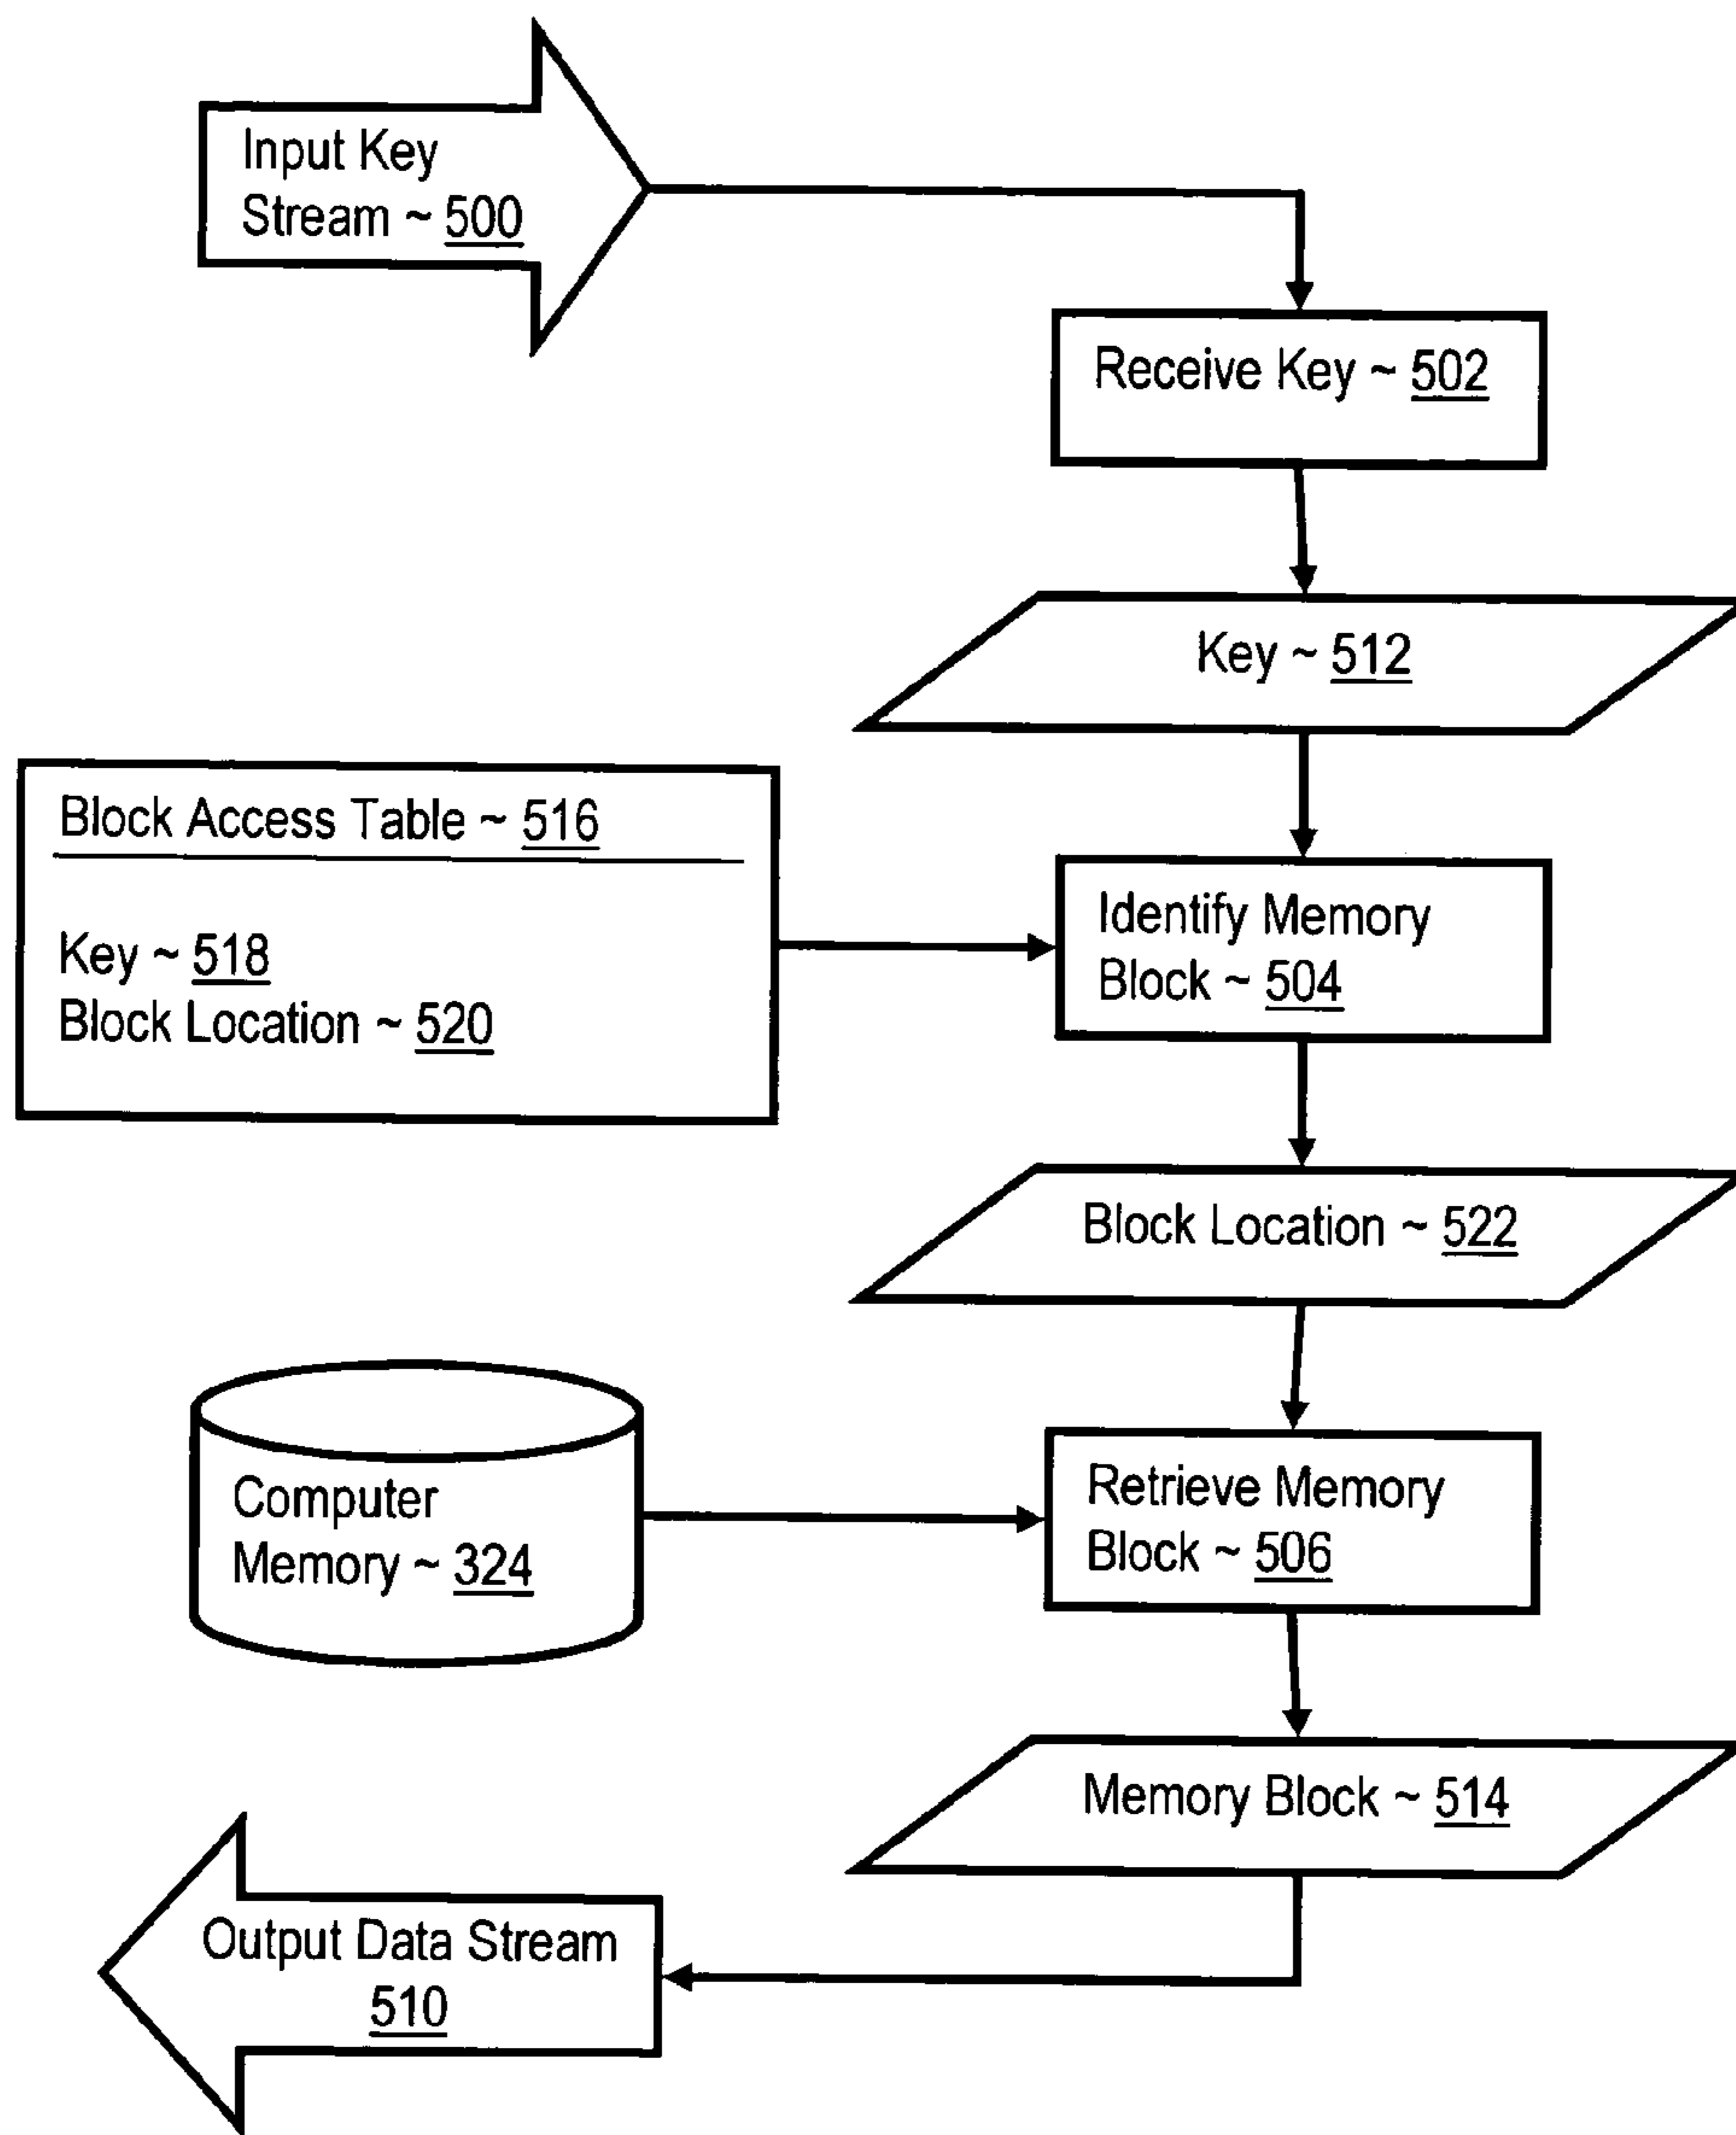 Input Key
Stream ~ 500
Receive Key ~ 502
Key ~ 512
Block Access Table ~ 516
Key ~ 518
Block Location ~ 520
Identify Memory
Block ~ 504
Block Location ~ 522
Computer
Memory ~ 324
Retrieve Memory
Block ~ 506
Memory Block ~ 514
Output Data Stream
510